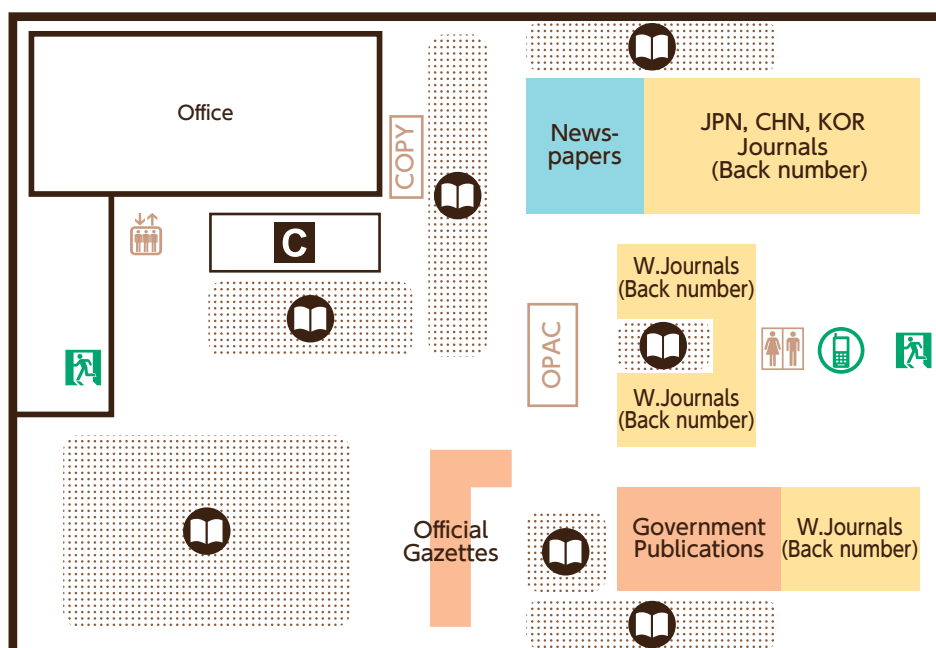 Office
COPY
C
News-
papers
JPN, CHN, KOR
Journals
(Back number)
W.Journals
(Back number)
OPAC
W.Journals
(Back number)
Official
Gazettes
Government
Publications
W.Journals
(Back number)